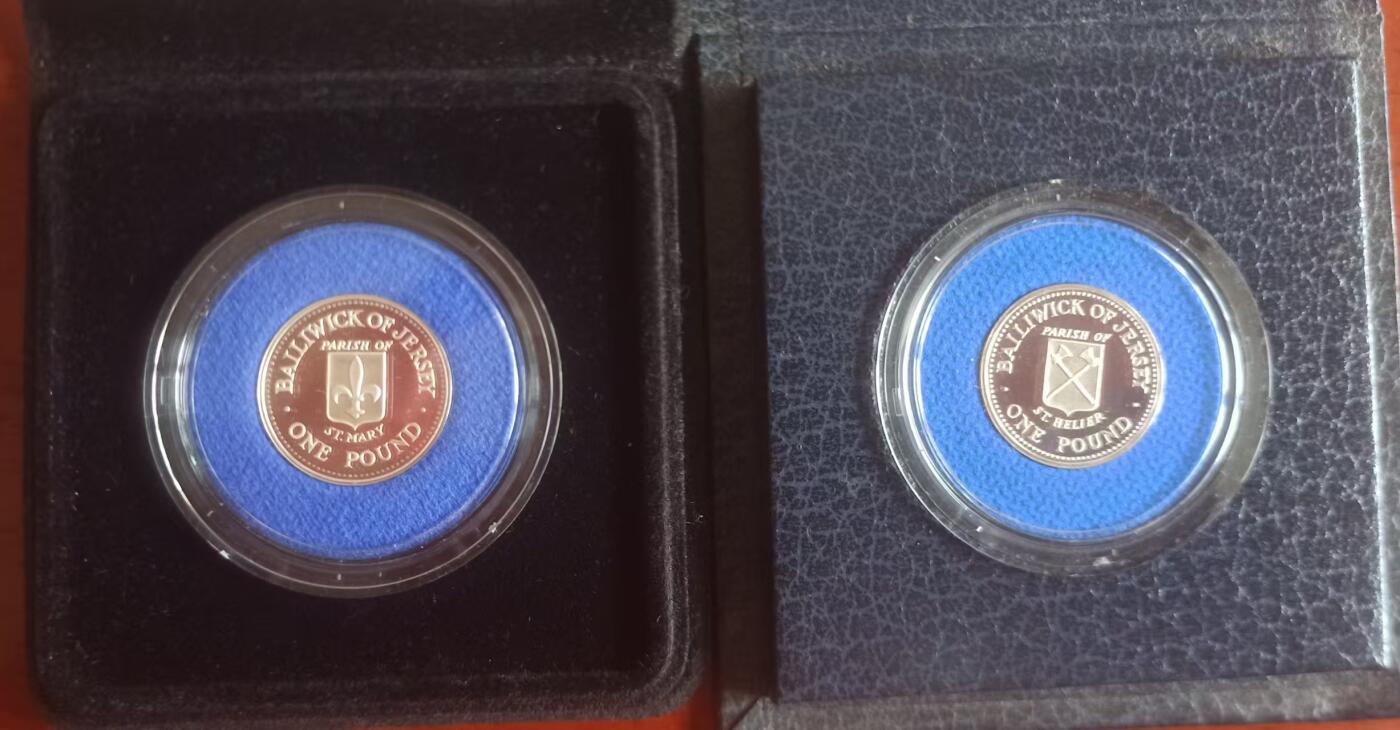 BAILIWICK OF JERSEY
PARISH OF
ST. MARY
ONE POUND
BAILIWICK OF JERSEY
PARISH OF
ST. HELIER
ONE POUND